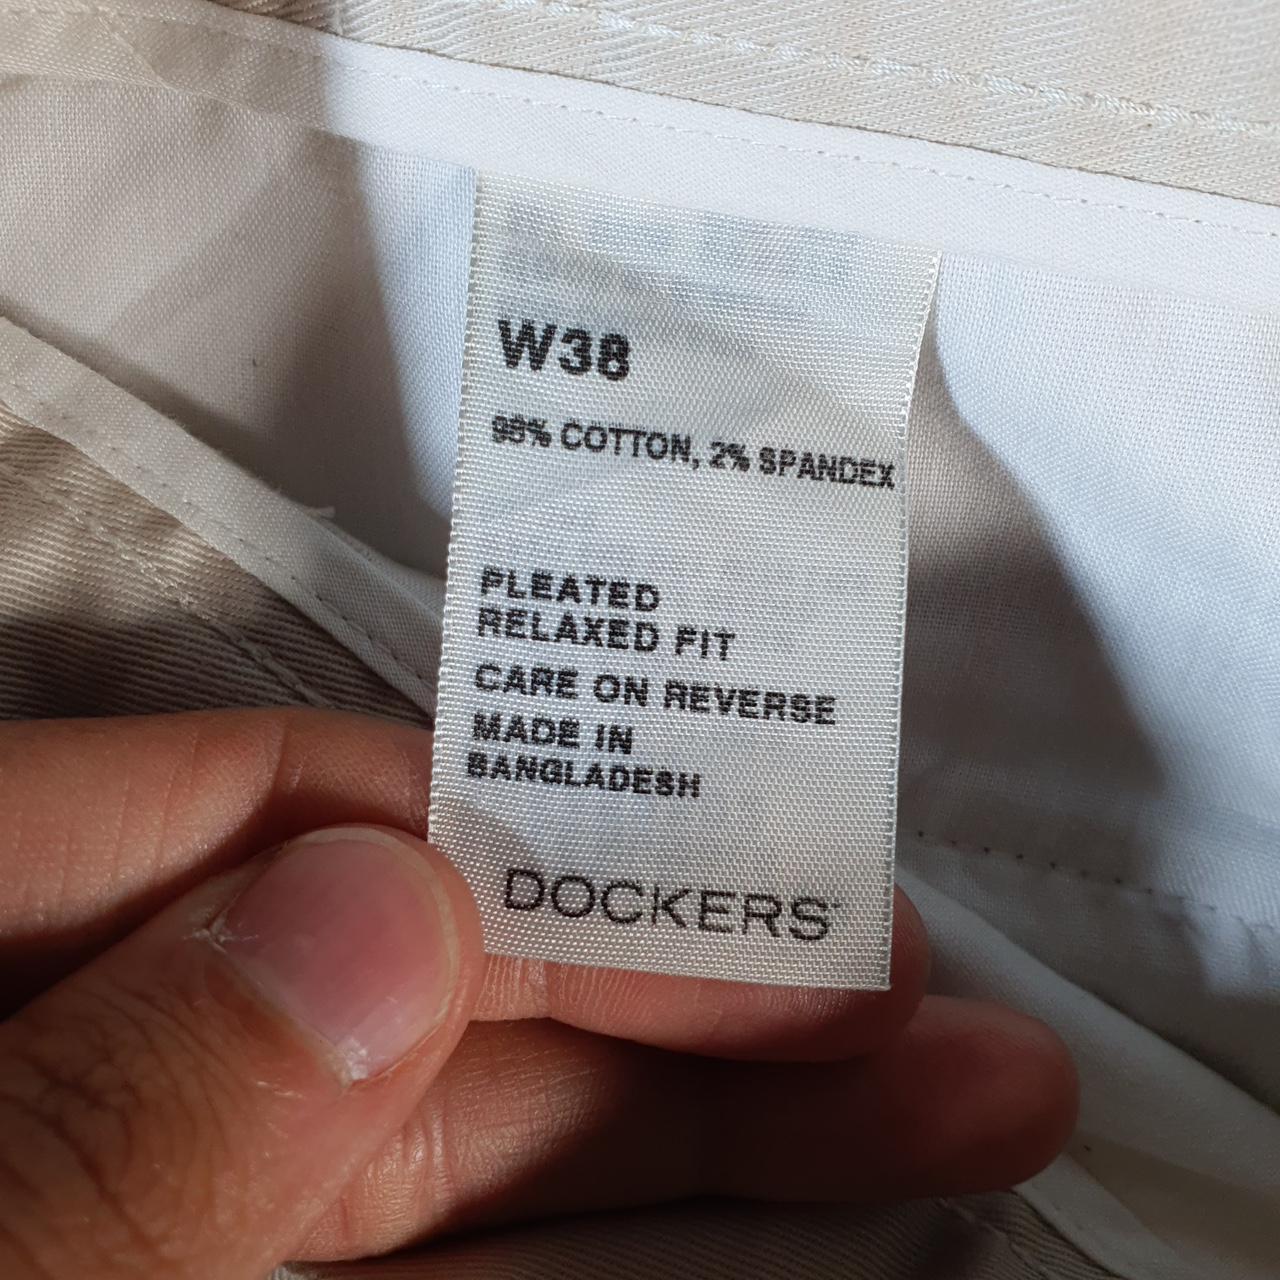 W38
98% COTTON, 2% SPANDEX
PLEATED
RELAXED FIT
CARE ON REVERSE
MADE IN
BANGLADESH
DOCKERS